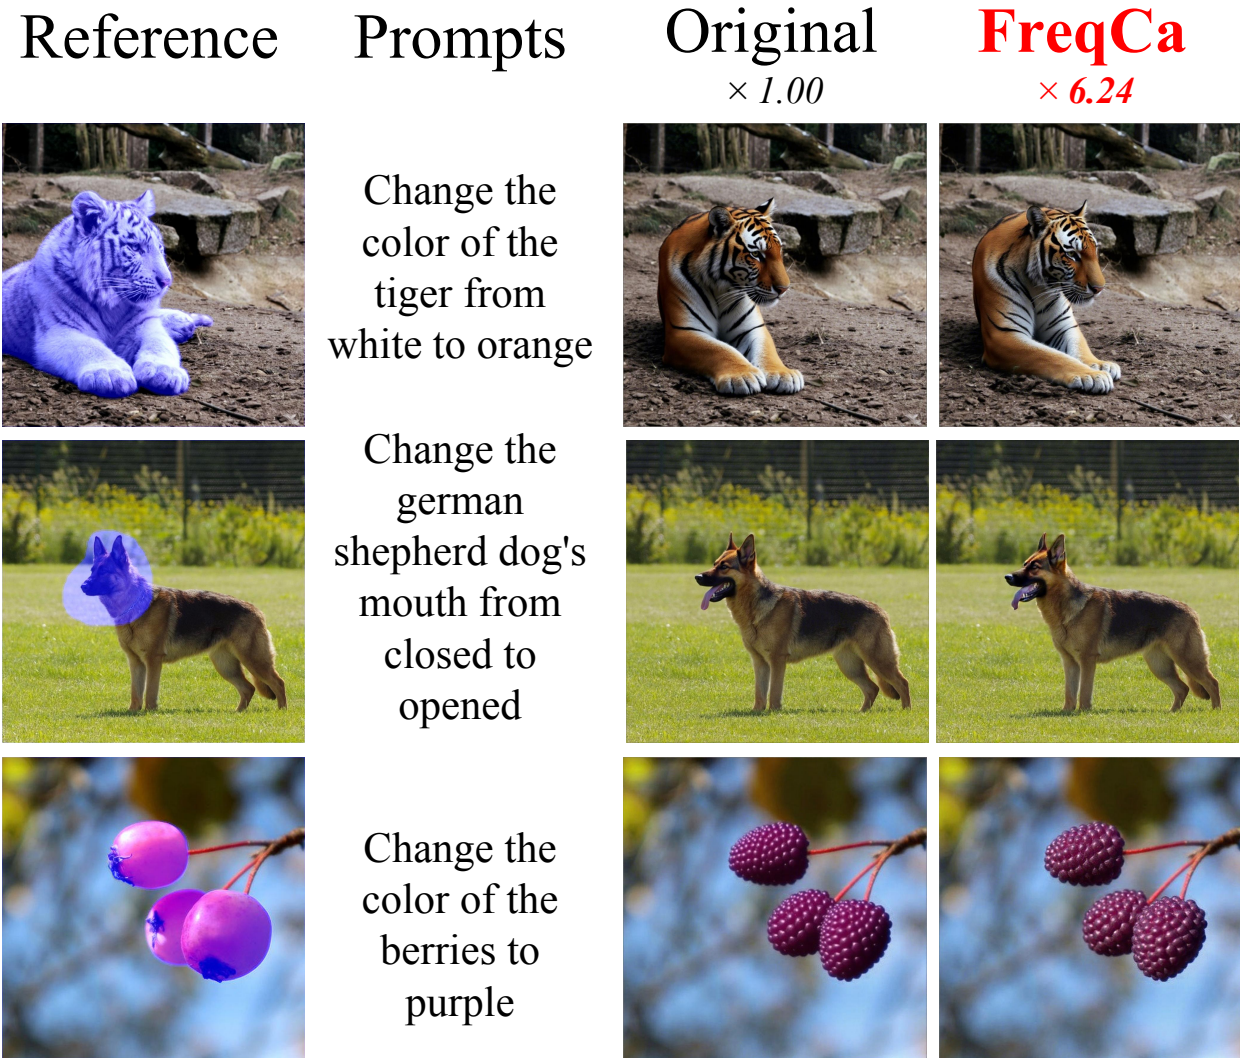 Reference
Prompts
Original
× 1.00
FreqCa
× 6.24
Change the
color of the
tiger from
white to orange
Change the
german
shepherd dog's
mouth from
closed to
opened
Change the
color of the
berries to
purple